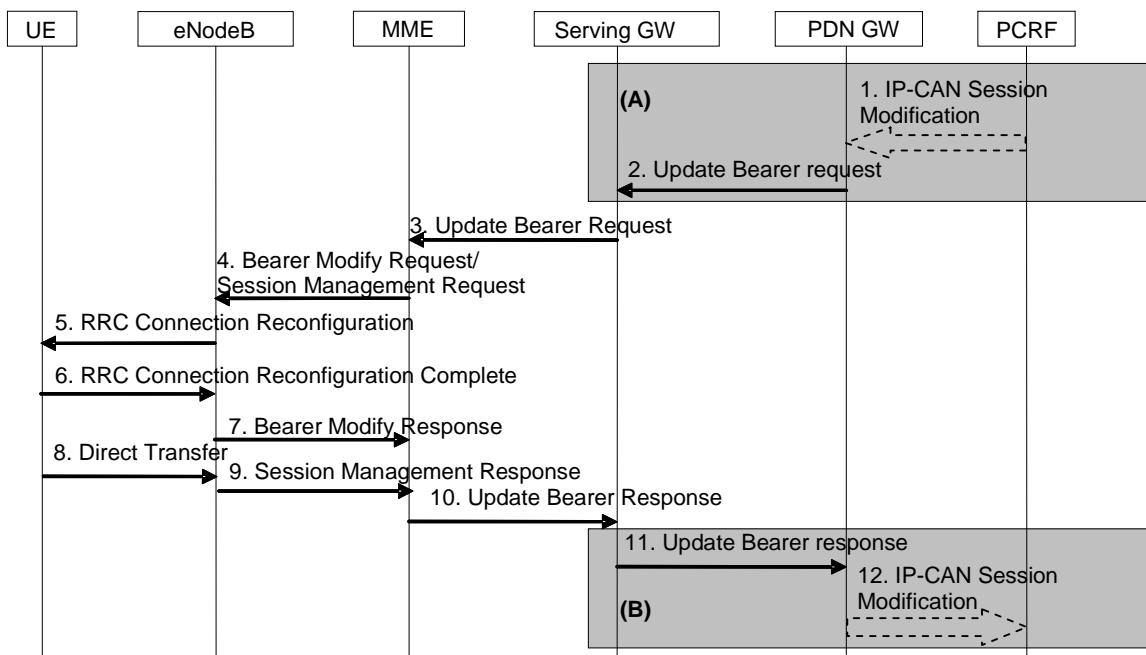 UE
eNodeB
MME
Serving GW
PDN GW
PCRF
(A)
1. IP-CAN Session
Modification
2. Update Bearer request
3. Update Bearer Request
4. Bearer Modify Request/
Session Management Request
5. RRC Connection Reconfiguration
6. RRC Connection Reconfiguration Complete
7. Bearer Modify Response
8. Direct Transfer
9. Session Management Response
10. Update Bearer Response
11. Update Bearer response
12. IP-CAN Session
Modification
(B)